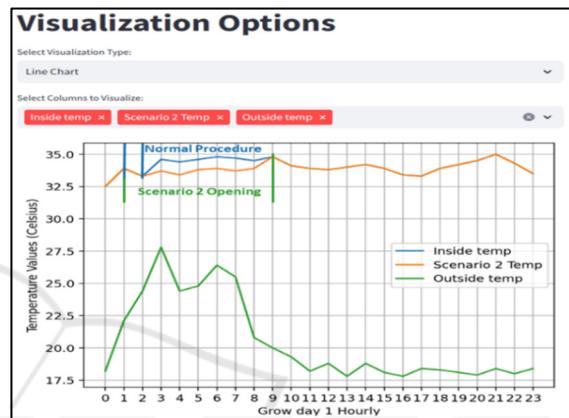 Visualization Options
Select Visualization Type:
Line Chart
Select Columns to Visualize:
Inside temp × Scenario 2 Temp × Outside temp ×
Normal Procedure
Scenario 2 Opening
Temperature Values (Celsius)
35.0
32.5
30.0
27.5
25.0
22.5
20.0
17.5
Inside temp
Scenario 2 Temp
Outside temp
0 1 2 3 4 5 6 7 8 9 10 11 12 13 14 15 16 17 18 19 20 21 22 23
Grow day 1 Hourly